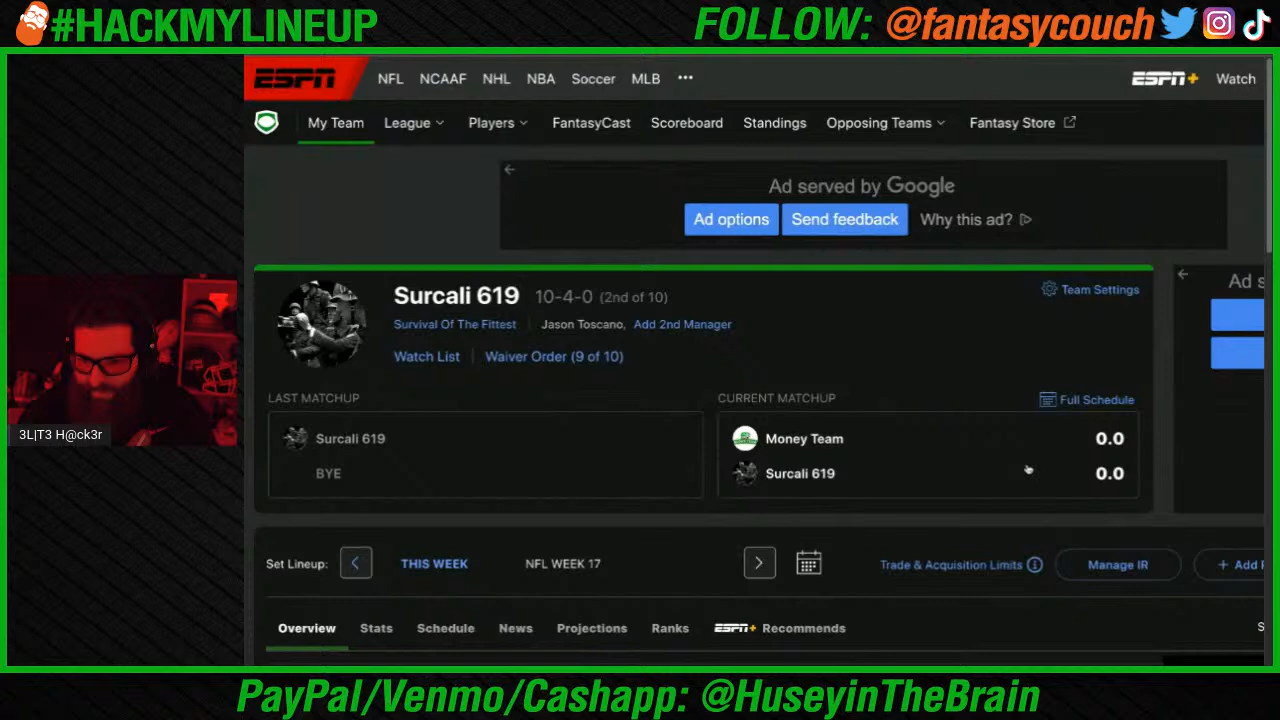 #HACKMYLINEUP
FOLLOW: @fantasycouch
ESPN NFL NCAAF NHL NBA Soccer MLB ••• ESPN+ Watch
My Team League Players FantasyCast Scoreboard Standings Opposing Teams Fantasy Store
Ad served by Google
Ad options Send feedback Why this ad?
Surcali 619 10-4-0 (2nd of 10)
Team Settings
Survival Of The Fittest Jason Toscano, Add 2nd Manager
Watch List Waiver Order (9 of 10)
LAST MATCHUP
Surcali 619
BYE
CURRENT MATCHUP
Full Schedule
Money Team 0.0
Surcali 619 0.0
Ad s
3L|T3 H@ck3r
Set Lineup: THIS WEEK NFL WEEK 17 Trade & Acquisition Limits Manage IR + Add
Overview Stats Schedule News Projections Ranks ESPN+ Recommends S
PayPal/Venmo/Cashapp: @HuseyinTheBrain